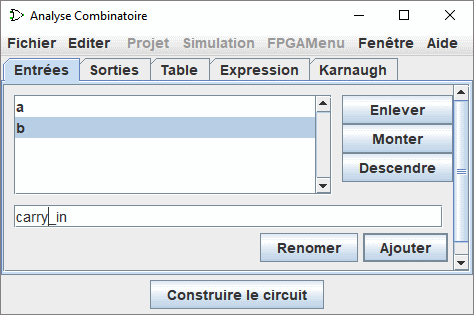 Analyse Combinatoire
Fichier Editer Projet Simulation FPGAMenu Fenêtre Aide
Entrées Sorties Table Expression Karnaugh
a
b
Enlever
Monter
Descendre
carry_in
Renomer Ajouter
Construire le circuit